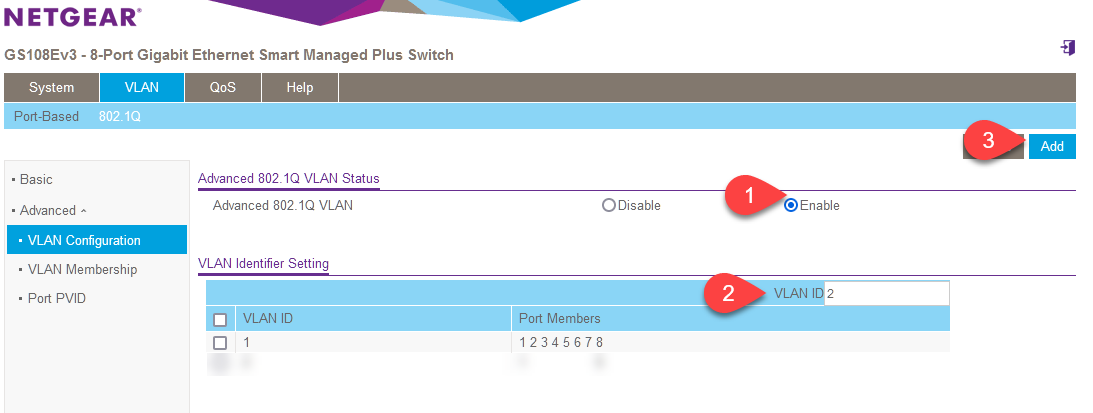 NETGEAR®
GS108Ev3 - 8-Port Gigabit Ethernet Smart Managed Plus Switch
System VLAN QoS Help
Port-Based 802.1Q
3 Add
Basic
Advanced
VLAN Configuration
VLAN Membership
Port PVID
Advanced 802.1Q VLAN Status
Advanced 802.1Q VLAN Disable 1 Enable
VLAN Identifier Setting
2 VLAN ID 2
VLAN ID Port Members
1 1 2 3 4 5 6 7 8